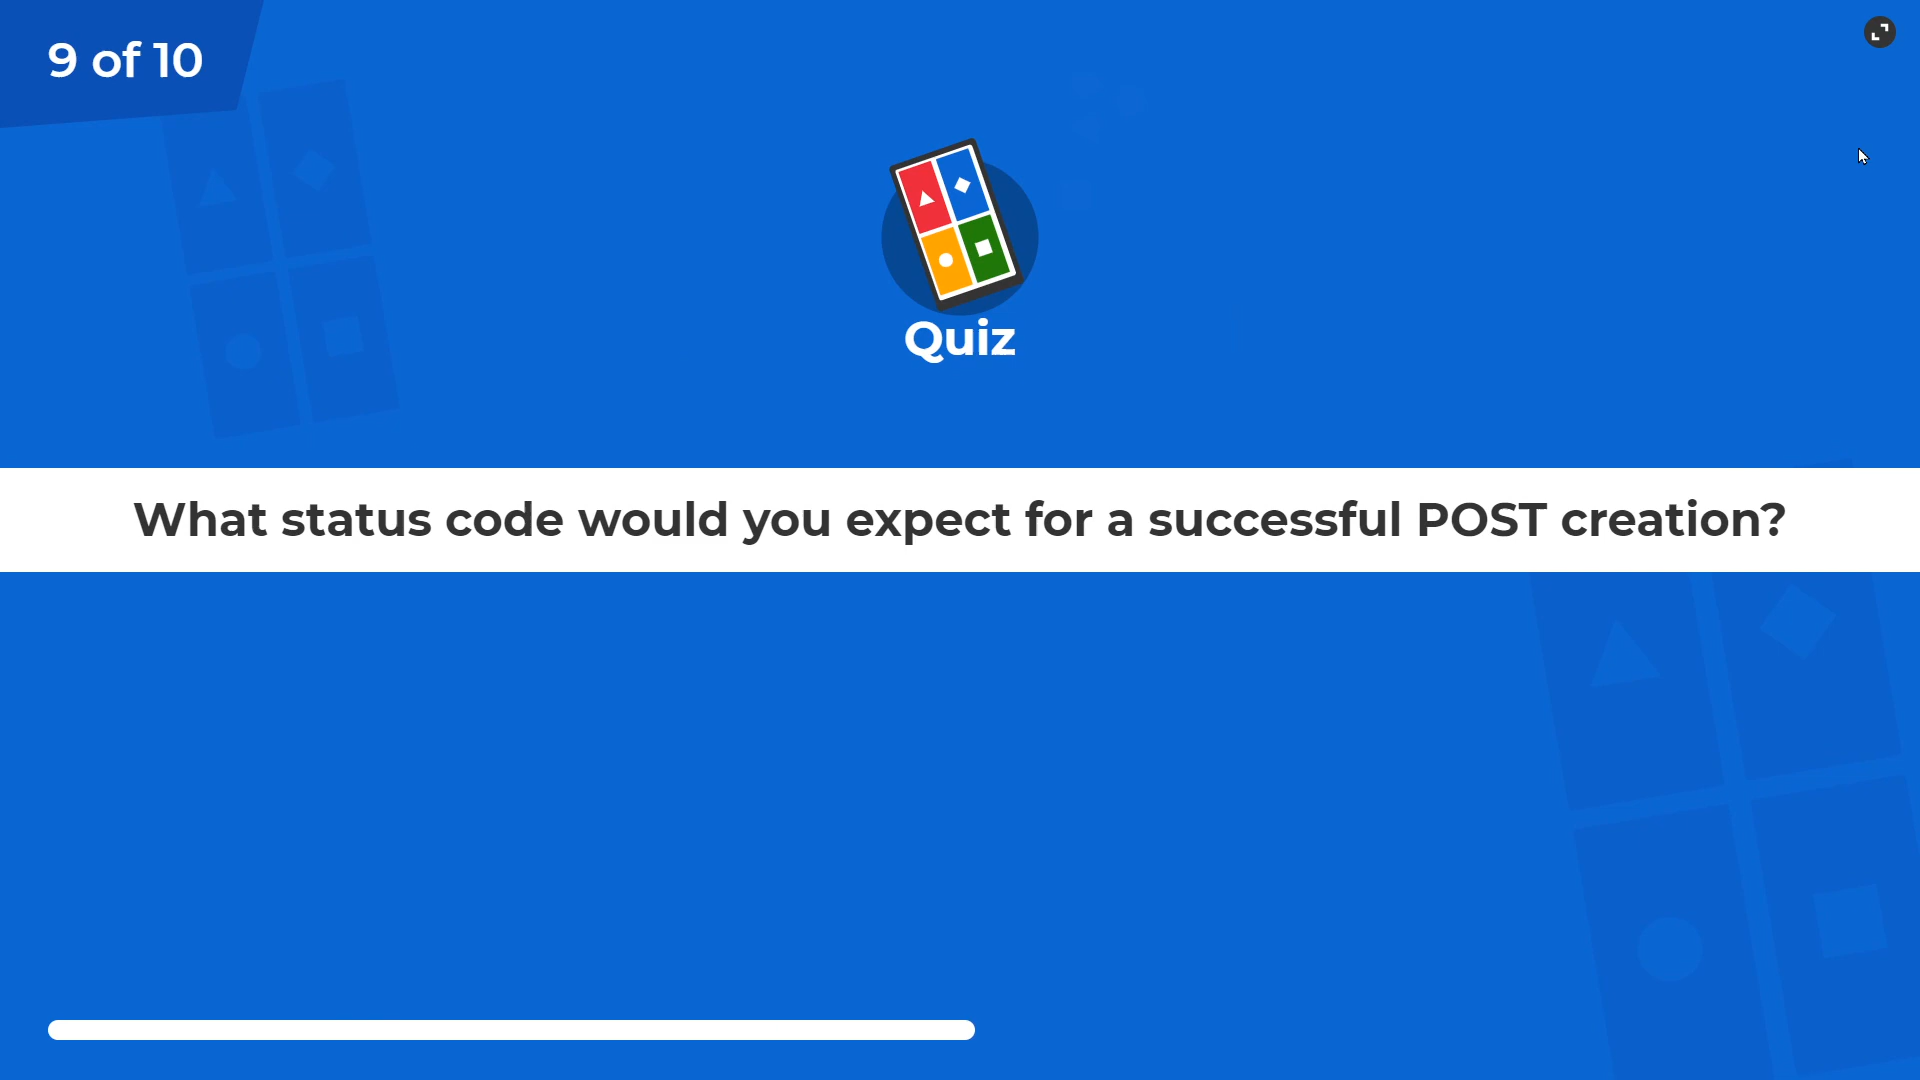 9 of 10
Quiz
What status code would you expect for a successful POST creation?